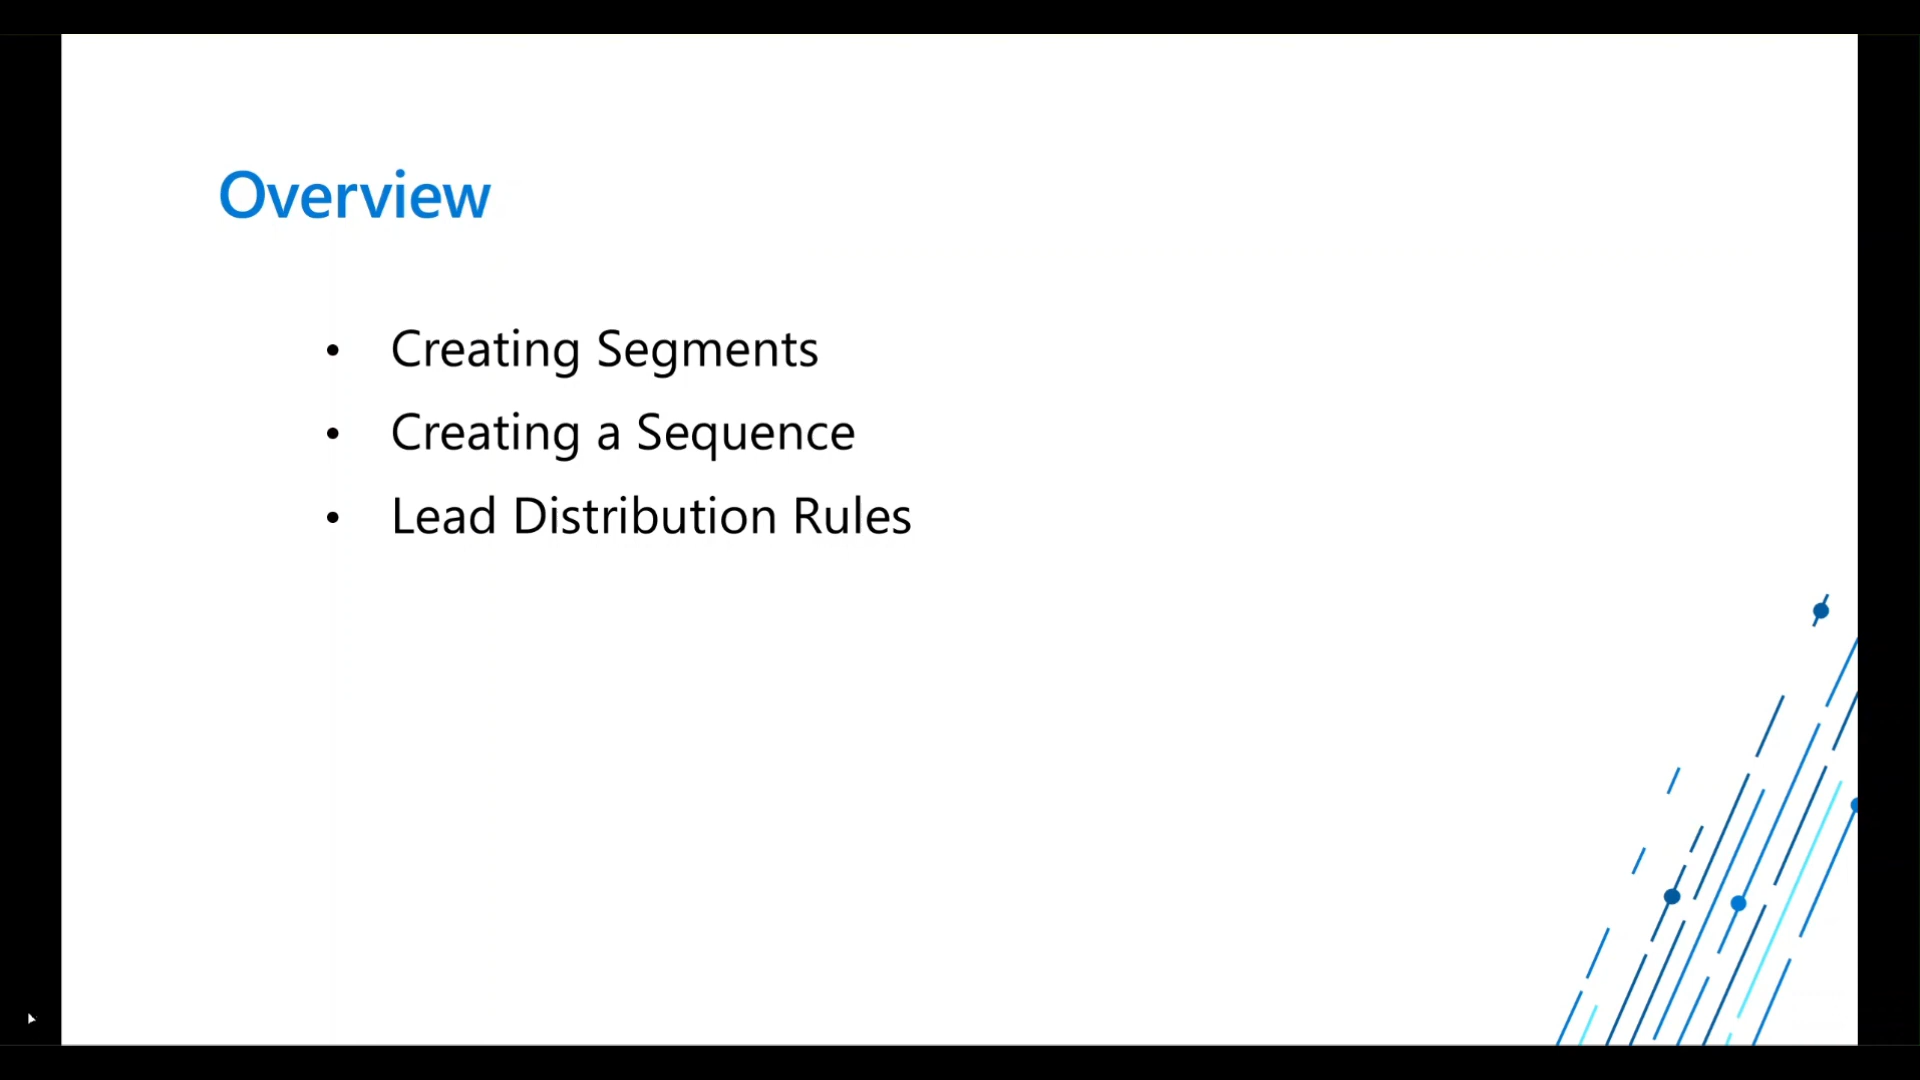 Overview
• Creating Segments
• Creating a Sequence
• Lead Distribution Rules